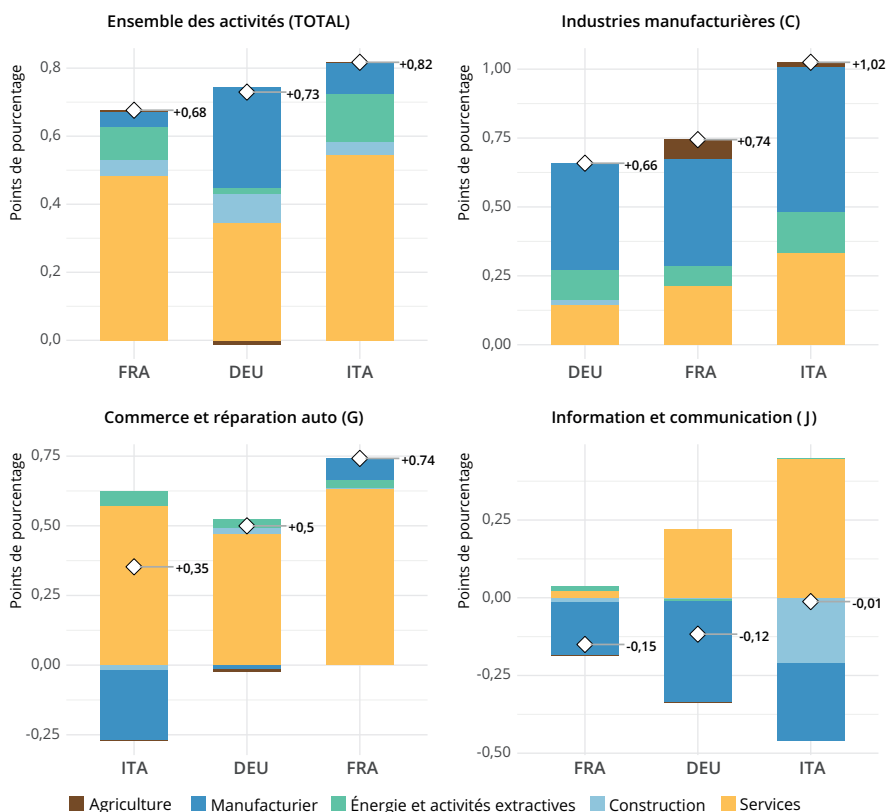 Ensemble des activités (TOTAL)
Points de pourcentage
0,8
0,6
0,4
0,2
0,0
+0,68
+0,73
+0,82
FRA DEU ITA
Industries manufacturières (C)
Points de pourcentage
1,00
0,75
0,50
0,25
0,00
+0,66
+0,74
+1,02
DEU FRA ITA
Commerce et réparation auto (G)
Points de pourcentage
0,75
0,50
0,25
0,00
-0,25
+0,35
+0,5
+0.74
ITA DEU FRA
Information et communication (J)
Points de pourcentage
0,25
0,00
-0,25
-0,50
-0,15
-0,12
-0,01
FRA DEU ITA
Agriculture Manufacturier Énergie et activités extractives Construction Services